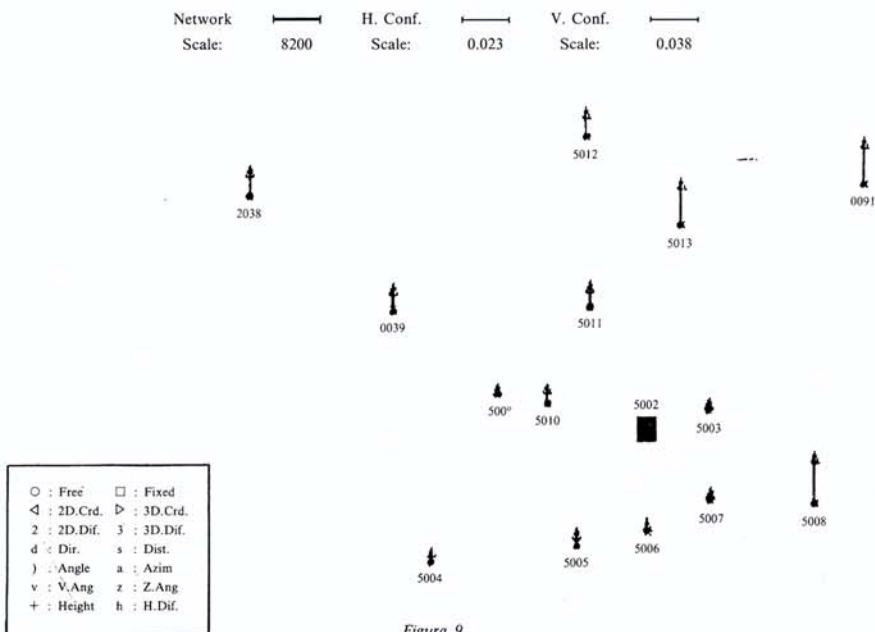 Network H. Conf. V. Conf.
Scale: 8200 Scale: 0.023 Scale: 0.038
5012
0091
2038
5013
0039
5011
5010
5002
5003
5004
5005
5006
5007
5008
○ : Free □ : Fixed
◁ : 2D.Crd. ▷ : 3D.Crd.
2 : 2D.Dif. 3 : 3D.Dif.
d : Dir. s : Dist.
) : Angle a : Azim
v : V.Ang z : Z.Ang
+ : Height h : H.Dif.
Figura 9